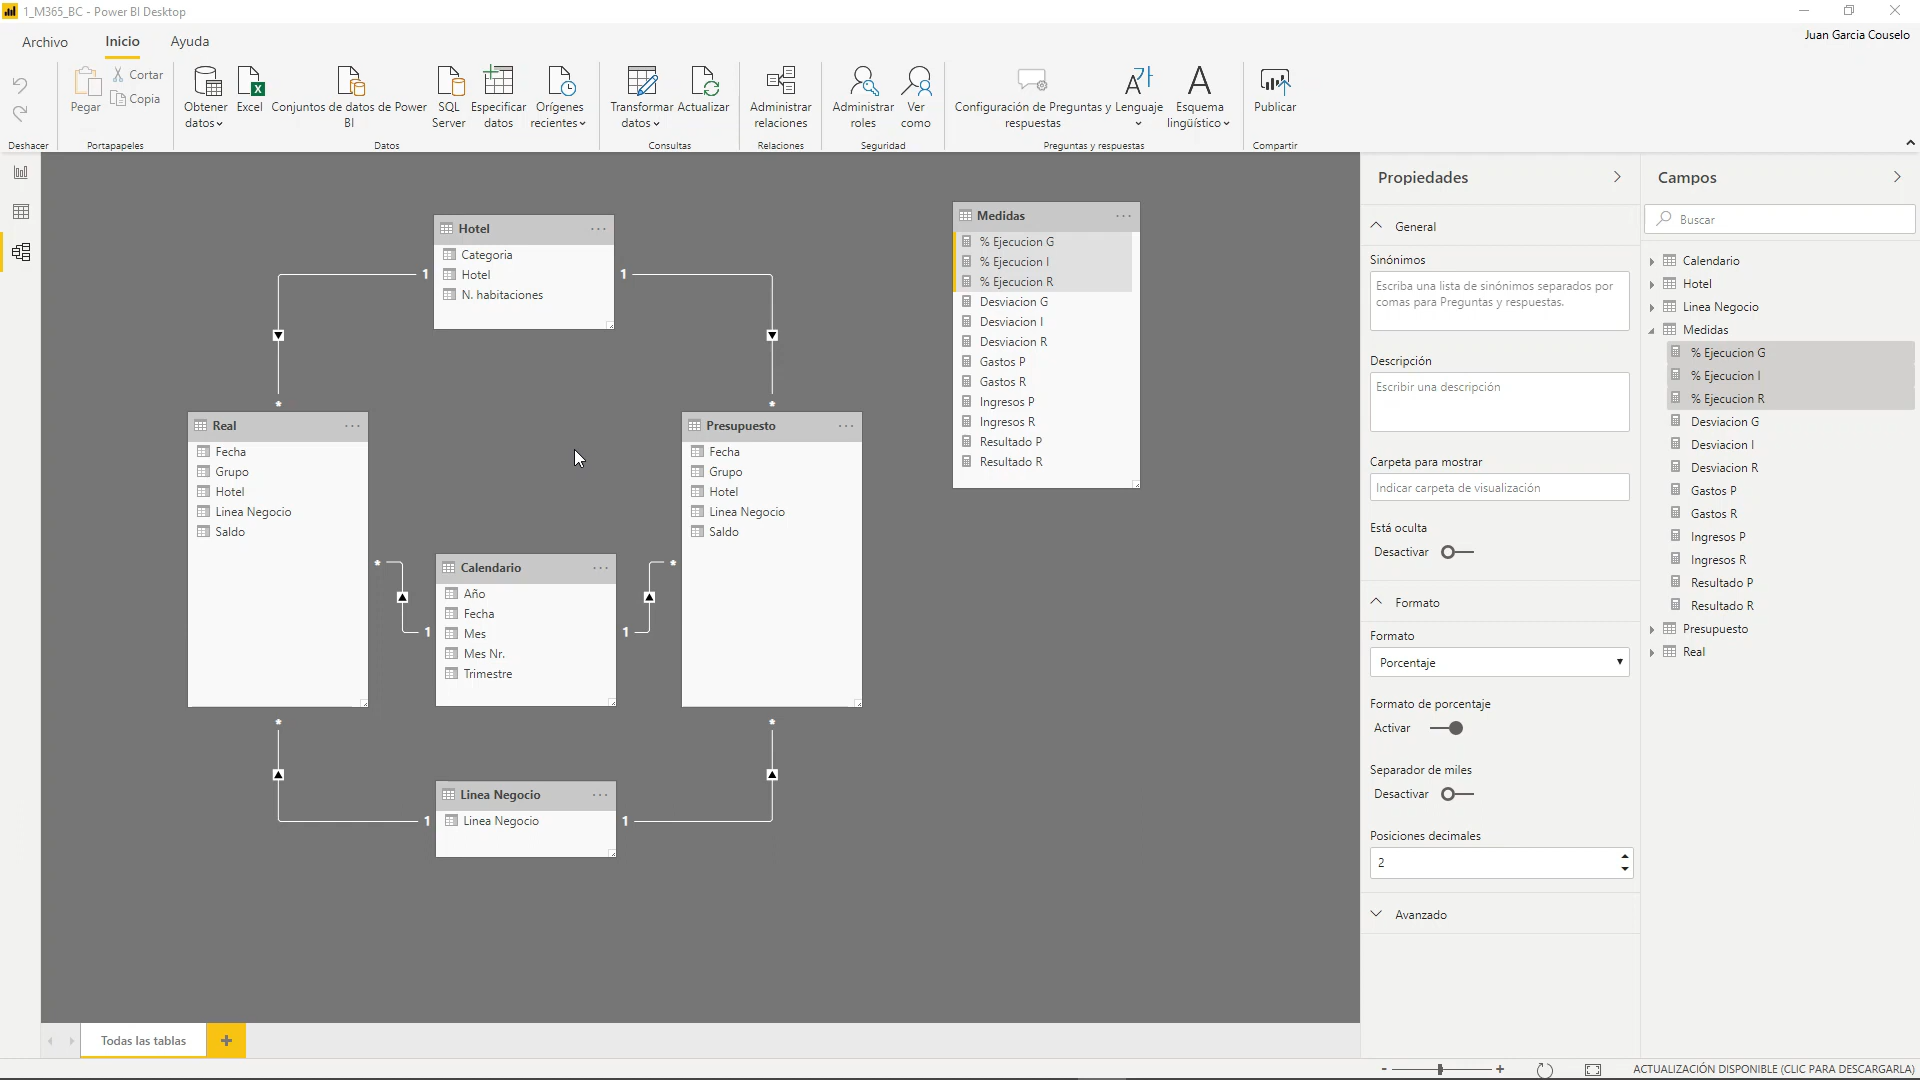 1_M365_BC - Power BI Desktop
Juan Garcia Couselo
Archivo
Inicio
Ayuda
Pegar
Cortar
Copia
Obtener
datos
Excel
Conjuntos de datos de Power
BI
SQL
Server
Especificar
datos
Orígenes
recientes
Transformar
datos
Actualizar
Administrar
relaciones
Administrar
roles
Ver
como
Configuración de Preguntas y
respuestas
Lenguaje
Esquema
lingüístico
Publicar
Deshacer
Portapapeles
Datos
Consultas
Relaciones
Seguridad
Preguntas y respuestas
Compartir
Hotel
Categoria
Hotel
N. habitaciones
1
1
*
*
Real
Fecha
Grupo
Hotel
Linea Negocio
Saldo
Presupuesto
Fecha
Grupo
Hotel
Linea Negocio
Saldo
*
*
Calendario
Año
Fecha
Mes
Mes Nr.
Trimestre
1
1
*
*
Linea Negocio
Linea Negocio
1
1
Medidas
% Ejecucion G
% Ejecucion I
% Ejecucion R
Desviacion G
Desviacion I
Desviacion R
Gastos P
Gastos R
Ingresos P
Ingresos R
Resultado P
Resultado R
Todas las tablas
Propiedades
General
Sinónimos
Escriba una lista de sinónimos separados por
comas para Preguntas y respuestas.
Descripción
Escribir una descripción
Carpeta para mostrar
Indicar carpeta de visualización
Está oculta
Desactivar
Formato
Formato
Porcentaje
Formato de porcentaje
Activar
Separador de miles
Desactivar
Posiciones decimales
2
Avanzado
Campos
Buscar
Calendario
Hotel
Linea Negocio
Medidas
% Ejecucion G
% Ejecucion I
% Ejecucion R
Desviacion G
Desviacion I
Desviacion R
Gastos P
Gastos R
Ingresos P
Ingresos R
Resultado P
Resultado R
Presupuesto
Real
ACTUALIZACIÓN DISPONIBLE (CLIC PARA DESCARGARLA)